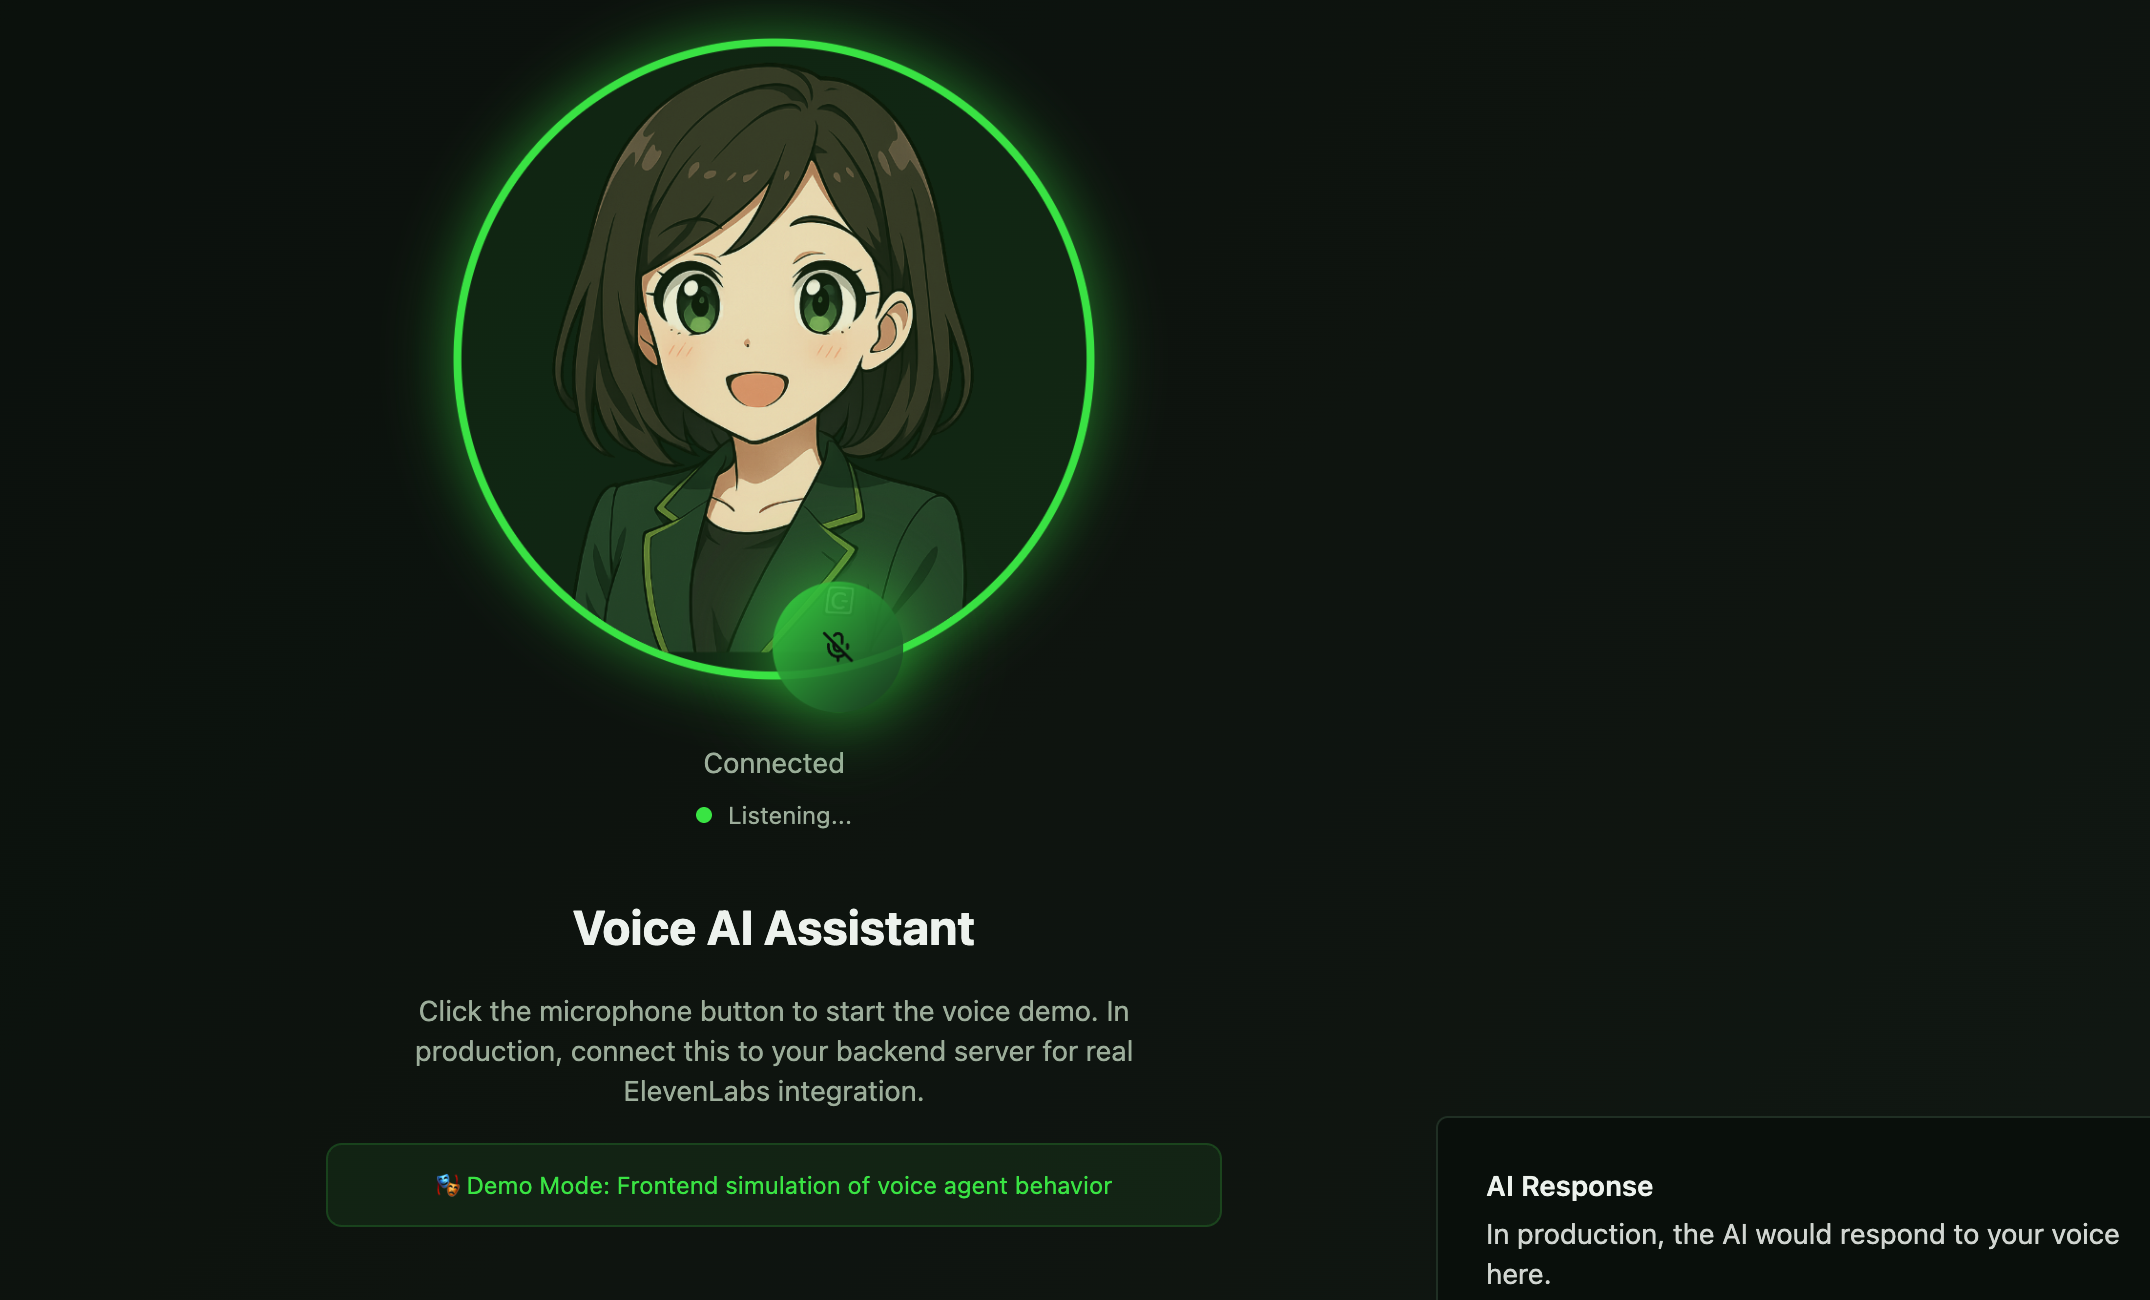 Connected
Listening...
Voice AI Assistant
Click the microphone button to start the voice demo. In
production, connect this to your backend server for real
ElevenLabs integration.
🎭 Demo Mode: Frontend simulation of voice agent behavior
AI Response
In production, the AI would respond to your voice
here.